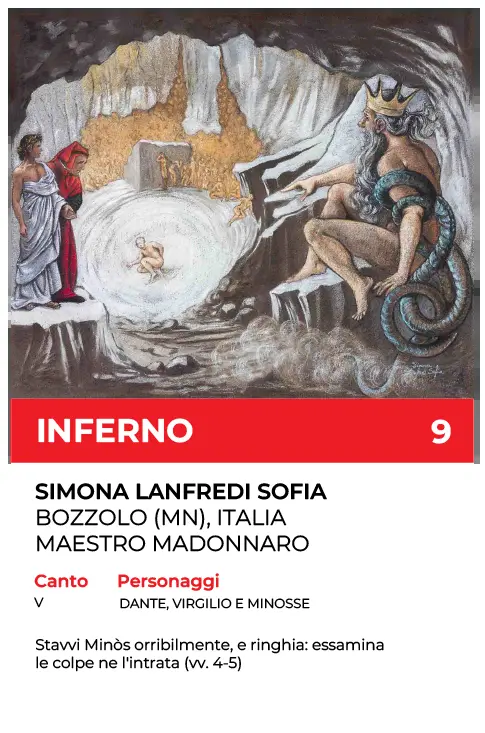 INFERNO 9
SIMONA LANFREDI SOFIA
BOZZOLO (MN), ITALIA
MAESTRO MADONNARO
Canto Personaggi
V DANTE, VIRGILIO E MINOSSE
Stavvi Minòs orribilmente, e ringhia: essamina
le colpe ne l'intrata (vv. 4-5)